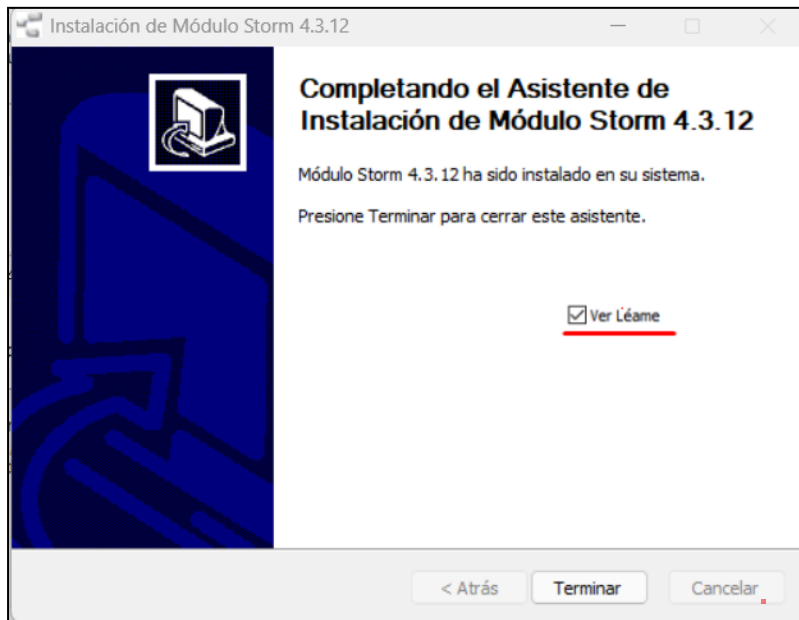 Instalación de Módulo Storm 4.3.12
Completando el Asistente de
Instalación de Módulo Storm 4.3.12
Módulo Storm 4.3.12 ha sido instalado en su sistema.
Presione Terminar para cerrar este asistente.
Ver Léame
< Atrás
Terminar
Cancelar